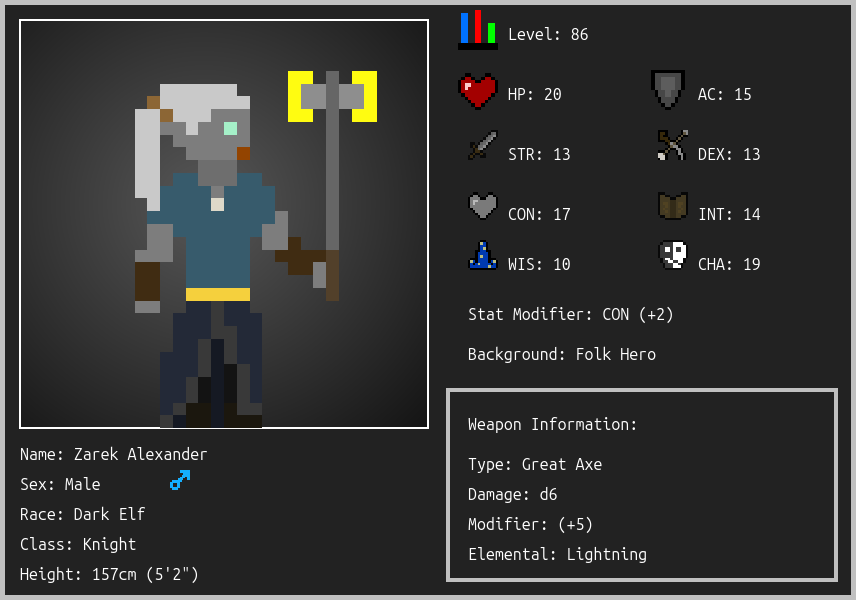 Level: 86
HP: 20
AC: 15
STR: 13
DEX: 13
CON: 17
INT: 14
WIS: 10
CHA: 19
Stat Modifier: CON (+2)
Background: Folk Hero
Weapon Information:
Type: Great Axe
Damage: d6
Modifier: (+5)
Elemental: Lightning
Name: Zarek Alexander
Sex: Male
Race: Dark Elf
Class: Knight
Height: 157cm (5'2")